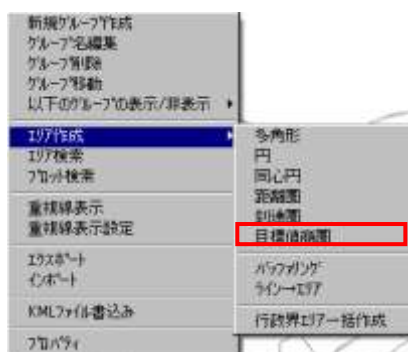 新規ｸﾞﾙｰﾌﾟ作成
ｸﾞﾙｰﾌﾟ名編集
ｸﾞﾙｰﾌﾟ削除
ｸﾞﾙｰﾌﾟ移動
以下のｸﾞﾙｰﾌﾟの表示/非表示
ｴﾘｱ作成
ｴﾘｱ検索
ﾌﾟﾛｯﾄ検索
重複線表示
重複線表示設定
ｴｸｽﾎﾟｰﾄ
ｲﾝﾎﾟｰﾄ
KMLﾌｧｲﾙ書込み
ﾌﾟﾛﾊﾟﾃｨ
多角形
円
同心円
距離圏
到達圏
目標値商圏
ﾊﾞｯﾌｧﾘﾝｸﾞ
ﾗｲﾝ→ｴﾘｱ
行政界ｴﾘｱ一括作成